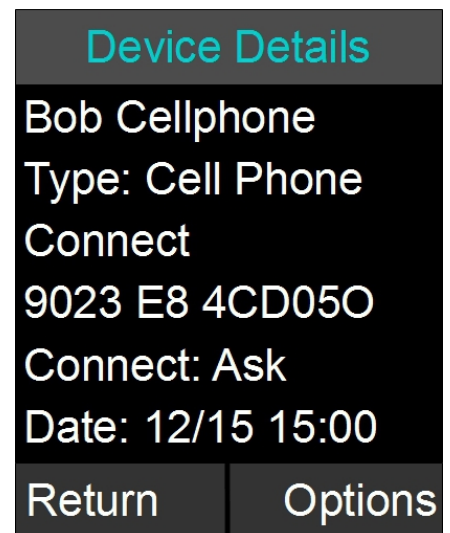 Device Details
Bob Cellphone
Type: Cell Phone
Connect
9023 E8 4CD05O
Connect: Ask
Date: 12/15 15:00
Return Options